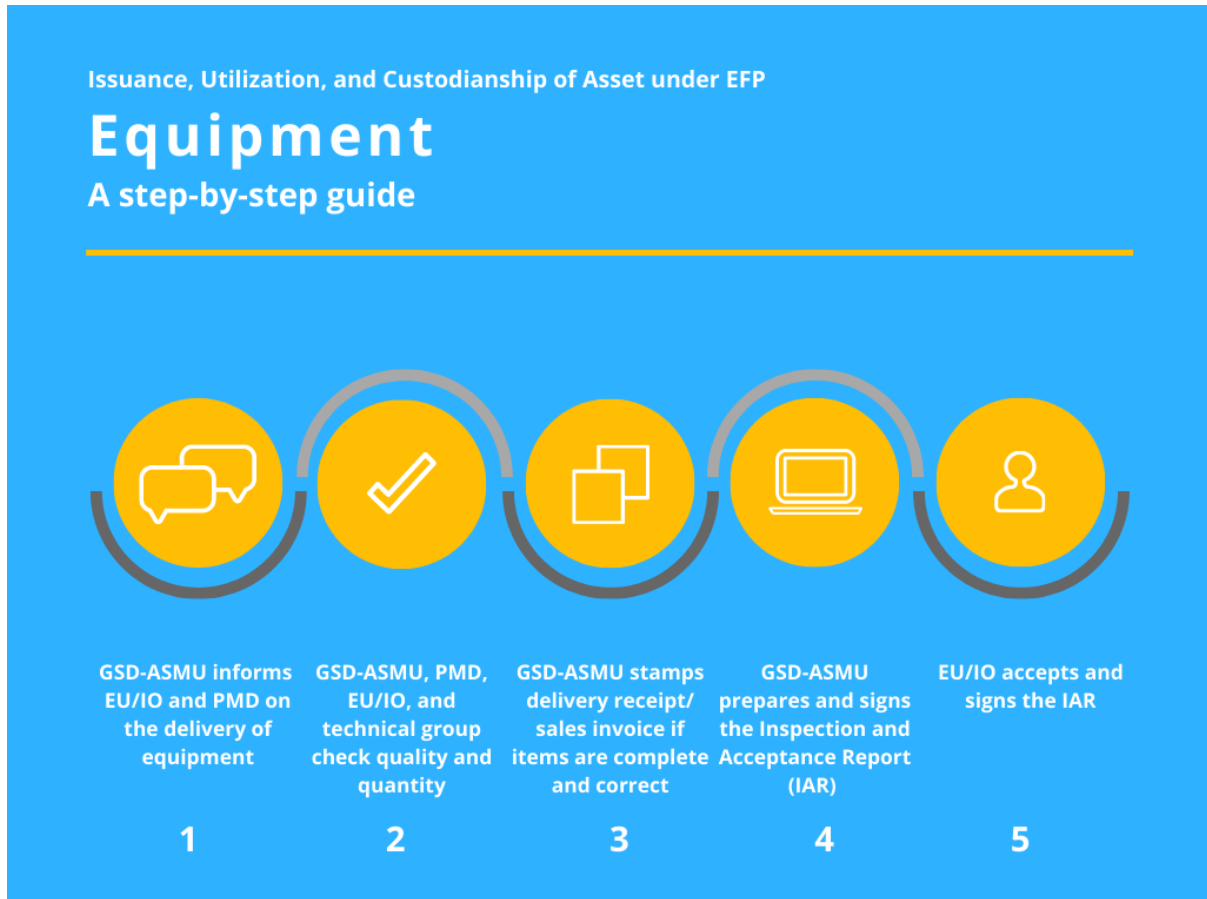 Issuance, Utilization, and Custodianship of Asset under EFP
Equipment
A step-by-step guide
GSD-ASMU informs
EU/IO and PMD on
the delivery of
equipment
1
GSD-ASMU, PMD,
EU/IO, and
technical group
check quality and
quantity
2
GSD-ASMU stamps
delivery receipt/
sales invoice if
items are complete
and correct
3
GSD-ASMU
prepares and signs
the Inspection and
Acceptance Report
(IAR)
4
EU/IO accepts and
signs the IAR
5